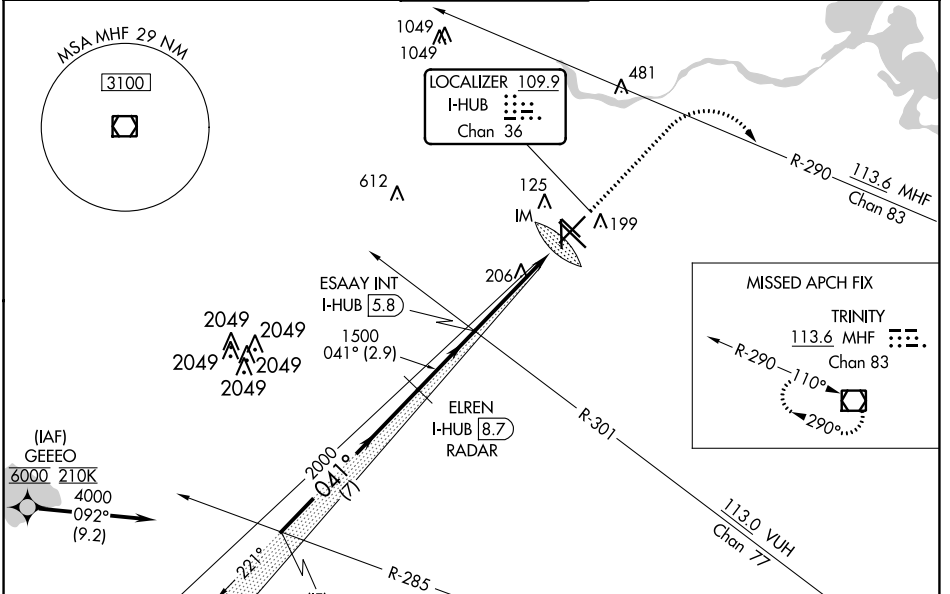 MSA MHF 29 NM
3100
1049
1049
481
LOCALIZER 109.9
I-HUB
Chan 36
R-290
113.6 MHF
Chan 83
612
125
IM
199
206
ESAAY INT
I-HUB 5.8
1500
041° (2.9)
2049
2049
2049
2049
2049
ELREN
I-HUB 8.7
RADAR
R-301
113.0 VUH
Chan 77
MISSED APCH FIX
TRINITY
113.6 MHF
Chan 83
R-290
110°
290°
(IAF)
GEEEO
6000 210K
4000
092°
(9.2)
2000
041°
(7)
221°
R-285